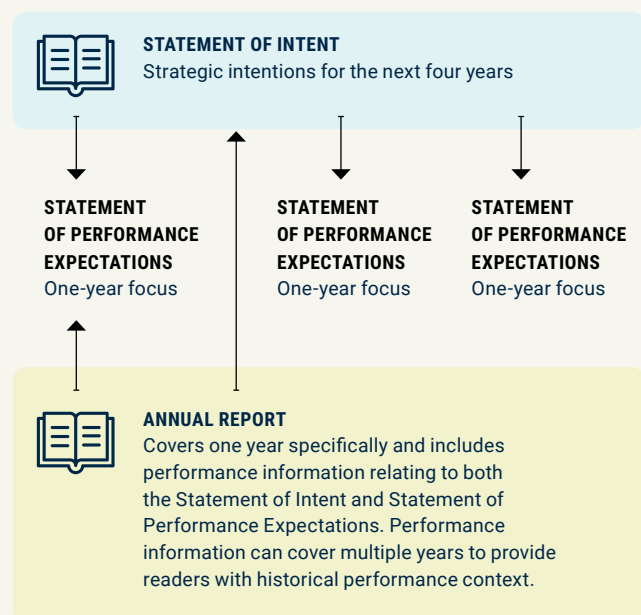 STATEMENT OF INTENT
Strategic intentions for the next four years
STATEMENT
OF PERFORMANCE
EXPECTATIONS
One-year focus
STATEMENT
OF PERFORMANCE
EXPECTATIONS
One-year focus
STATEMENT
OF PERFORMANCE
EXPECTATIONS
One-year focus
ANNUAL REPORT
Covers one year specifically and includes
performance information relating to both
the Statement of Intent and Statement of
Performance Expectations. Performance
information can cover multiple years to provide
readers with historical performance context.